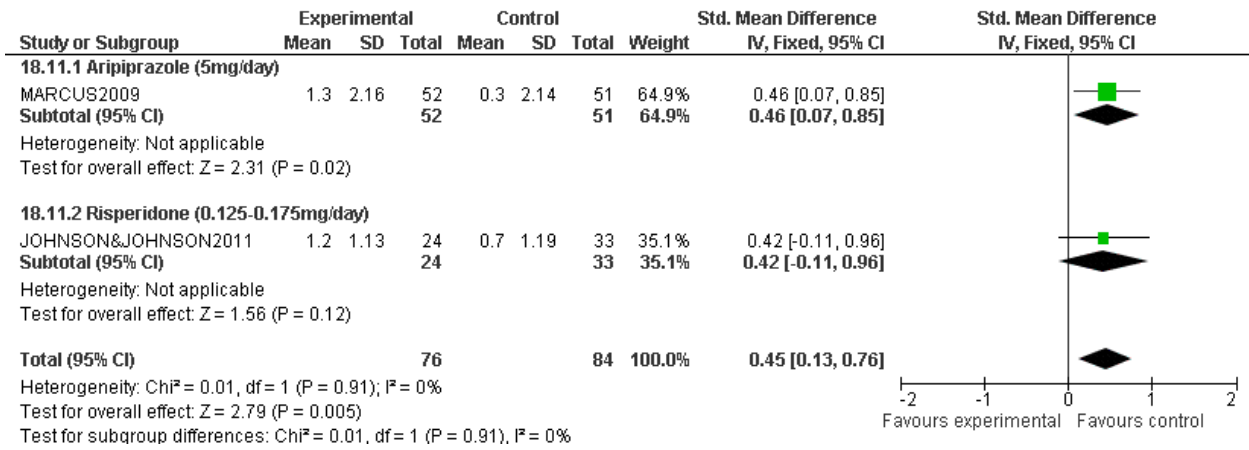 Experimental Control Std. Mean Difference Std. Mean Difference
Study or Subgroup Mean SD Total Mean SD Total Weight IV, Fixed, 95% CI IV, Fixed, 95% CI
18.11.1 Aripiprazole (5mg/day)
MARCUS2009 1.3 2.16 52 0.3 2.14 51 64.9% 0.46 [0.07, 0.85]
Subtotal (95% CI) 52 51 64.9% 0.46 [0.07, 0.85]
Heterogeneity: Not applicable
Test for overall effect: Z = 2.31 (P = 0.02)
18.11.2 Risperidone (0.125-0.175mg/day)
JOHNSON&JOHNSON2011 1.2 1.13 24 0.7 1.19 33 35.1% 0.42 [-0.11, 0.96]
Subtotal (95% CI) 24 33 35.1% 0.42 [-0.11, 0.96]
Heterogeneity: Not applicable
Test for overall effect: Z = 1.56 (P = 0.12)
Total (95% CI) 76 84 100.0% 0.45 [0.13, 0.76]
Heterogeneity: Chi² = 0.01, df = 1 (P = 0.91); I² = 0%
Test for overall effect: Z = 2.79 (P = 0.005)
Test for subgroup differences: Chi² = 0.01, df = 1 (P = 0.91), I² = 0%
-2 -1 0 1 2
Favours experimental Favours control